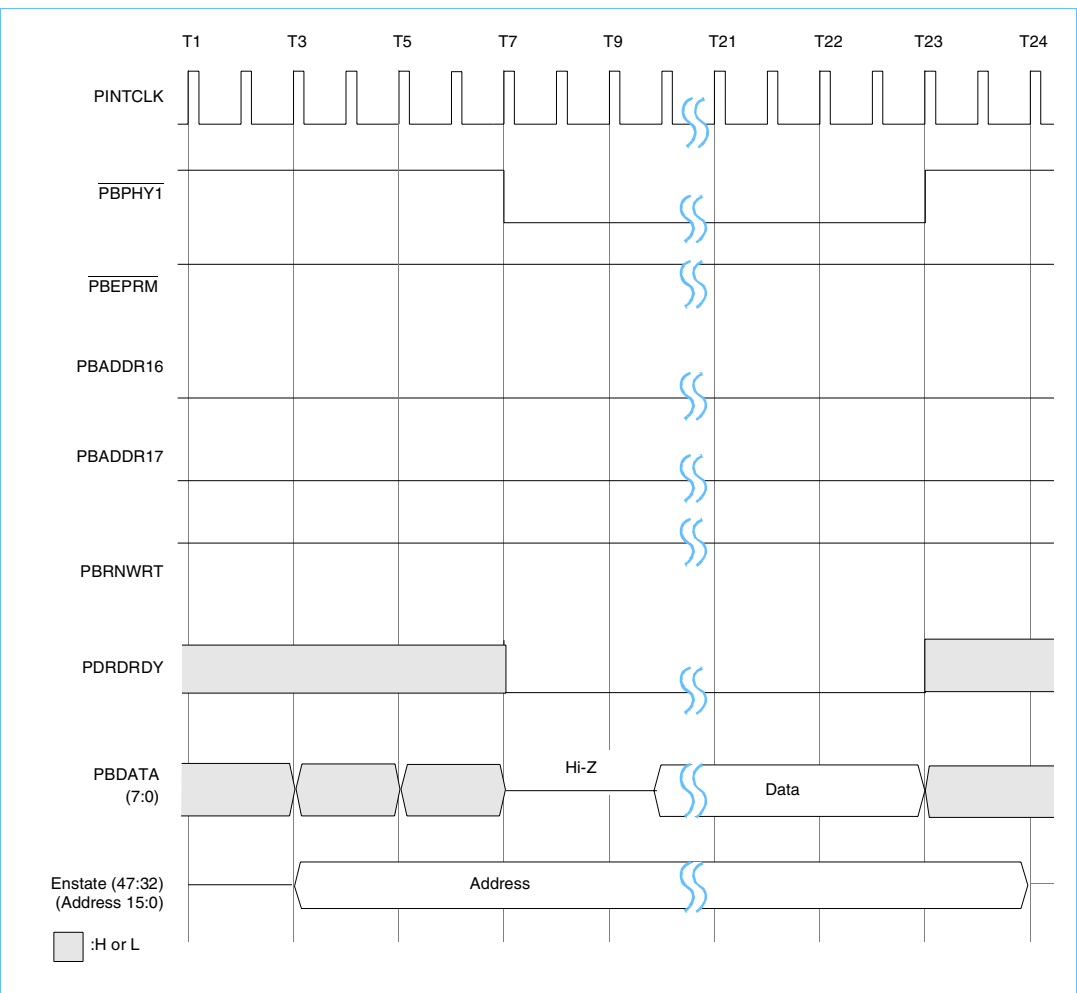 T1 T3 T5 T7 T9 T21 T22 T23 T24
PINTCLK
PBPHY1
PBEPRM
PBADDR16
PBADDR17
PBRNWRT
PDRDRDY
PBDATA
(7:0)
Hi-Z
Data
Enstate (47:32)
(Address 15:0)
Address
:H or L